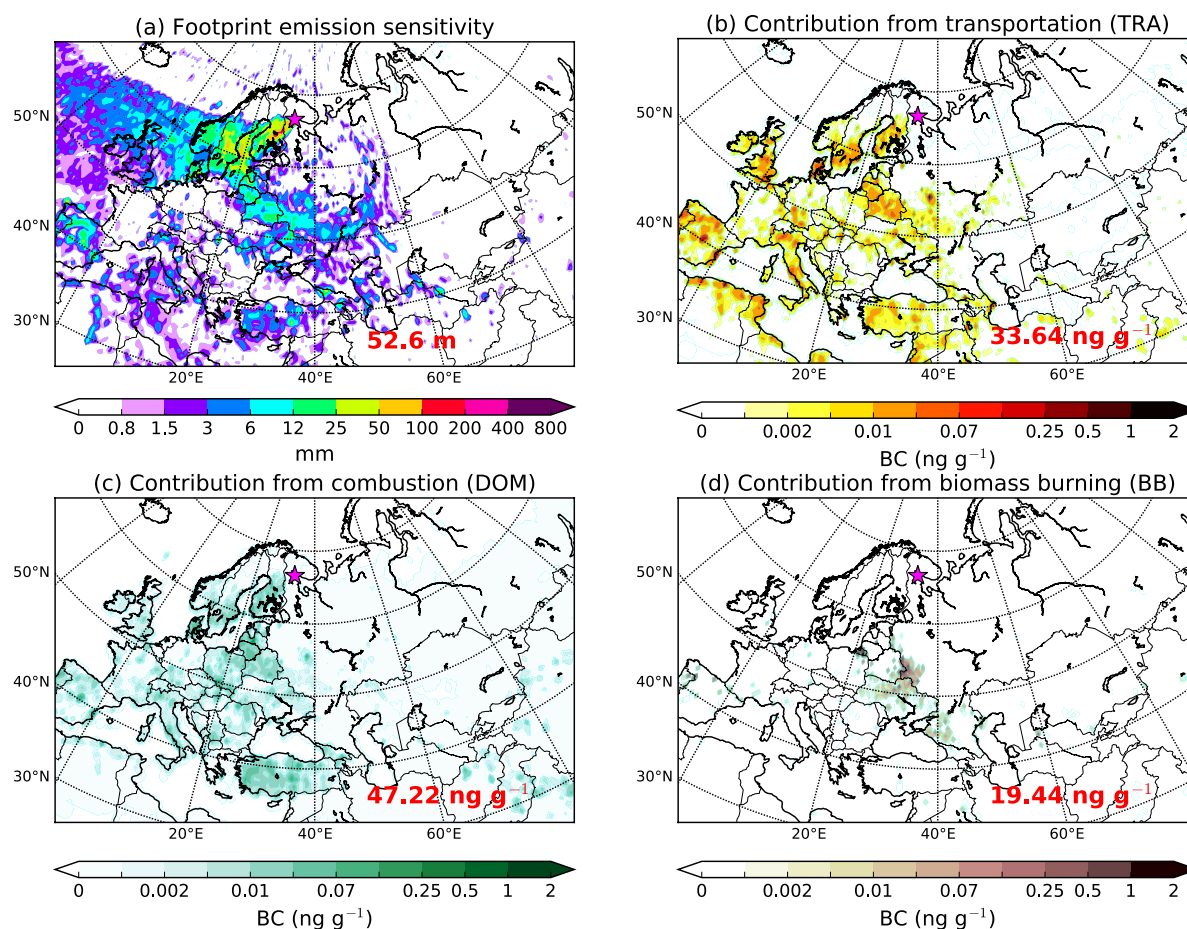 (a) Footprint emission sensitivity
50°N
40°N
30°N
52.6 m
20°E 40°E 60°E
0 0.8 1.5 3 6 12 25 50 100 200 400 800
mm
(b) Contribution from transportation (TRA)
50°N
40°N
30°N
33.64 ng g⁻¹
20°E 40°E 60°E
0 0.002 0.01 0.07 0.25 0.5 1 2
BC (ng g⁻¹)
(c) Contribution from combustion (DOM)
50°N
40°N
30°N
47.22 ng g⁻¹
20°E 40°E 60°E
0 0.002 0.01 0.07 0.25 0.5 1 2
BC (ng g⁻¹)
(d) Contribution from biomass burning (BB)
50°N
40°N
30°N
19.44 ng g⁻¹
20°E 40°E 60°E
0 0.002 0.01 0.07 0.25 0.5 1 2
BC (ng g⁻¹)